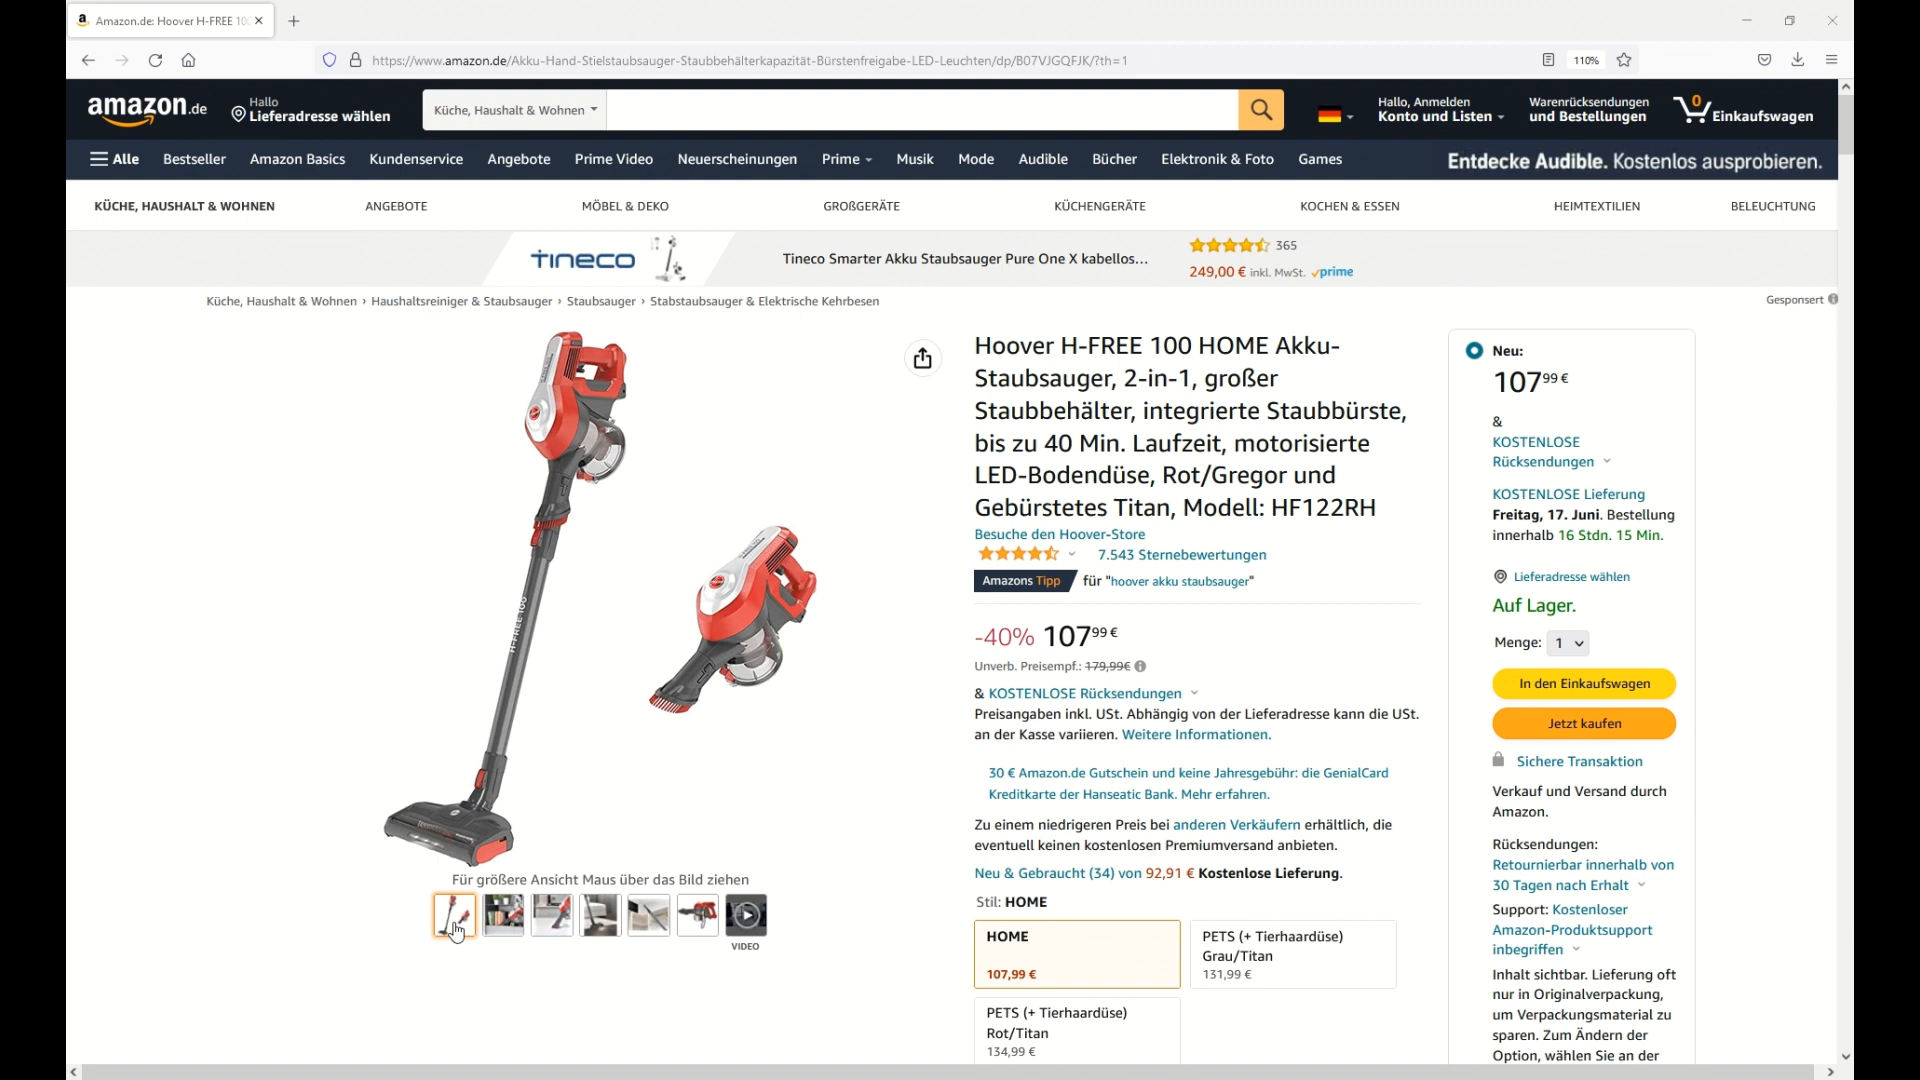 Amazon.de: Hoover H-FREE 100
https://www.amazon.de/Akku-Hand-Stielstaubsauger-Staubbehälterkapazität-Bürstenfreigabe-LED-Leuchten/dp/B07VJGQFJK/?th=1
110%
amazon.de
Hallo
Lieferadresse wählen
Küche, Haushalt & Wohnen
Hallo, Anmelden
Konto und Listen
Warenrücksendungen
und Bestellungen
0
Einkaufswagen
Alle
Bestseller
Amazon Basics
Kundenservice
Angebote
Prime Video
Neuerscheinungen
Prime
Musik
Mode
Audible
Bücher
Elektronik & Foto
Games
Entdecke Audible. Kostenlos ausprobieren.
KÜCHE, HAUSHALT & WOHNEN
ANGEBOTE
MÖBEL & DEKO
GROßGERÄTE
KÜCHENGERÄTE
KOCHEN & ESSEN
HEIMTEXTILIEN
BELEUCHTUNG
tineco
Tineco Smarter Akku Staubsauger Pure One X kabellos...
365
249,00 € inkl. MwSt. prime
Küche, Haushalt & Wohnen › Haushaltsreiniger & Staubsauger › Staubsauger › Stabstaubsauger & Elektrische Kehrbesen
Gesponsert
H-FREE 100
Für größere Ansicht Maus über das Bild ziehen
VIDEO
Hoover H-FREE 100 HOME Akku-
Staubsauger, 2-in-1, großer
Staubbehälter, integrierte Staubbürste,
bis zu 40 Min. Laufzeit, motorisierte
LED-Bodendüse, Rot/Gregor und
Gebürstetes Titan, Modell: HF122RH
Besuche den Hoover-Store
7.543 Sternebewertungen
Amazons Tipp für "hoover akku staubsauger"
-40% 107 99 €
Unverb. Preisempf.: 179,99€
& KOSTENLOSE Rücksendungen
Preisangaben inkl. USt. Abhängig von der Lieferadresse kann die USt.
an der Kasse variieren. Weitere Informationen.
30 € Amazon.de Gutschein und keine Jahresgebühr: die GenialCard
Kreditkarte der Hanseatic Bank. Mehr erfahren.
Zu einem niedrigeren Preis bei anderen Verkäufern erhältlich, die
eventuell keinen kostenlosen Premiumversand anbieten.
Neu & Gebraucht (34) von 92,91 € Kostenlose Lieferung.
Stil: HOME
HOME
107,99 €
PETS (+ Tierhaardüse)
Grau/Titan
131,99 €
PETS (+ Tierhaardüse)
Rot/Titan
134,99 €
Neu:
107 99 €
&
KOSTENLOSE
Rücksendungen
KOSTENLOSE Lieferung
Freitag, 17. Juni. Bestellung
innerhalb 16 Stdn. 15 Min.
Lieferadresse wählen
Auf Lager.
Menge: 1
In den Einkaufswagen
Jetzt kaufen
Sichere Transaktion
Verkauf und Versand durch
Amazon.
Rücksendungen:
Retournierbar innerhalb von
30 Tagen nach Erhalt
Support: Kostenloser
Amazon-Produktsupport
inbegriffen
Inhalt sichtbar. Lieferung oft
nur in Originalverpackung,
um Verpackungsmaterial zu
sparen. Zum Ändern der
Option, wählen Sie an der